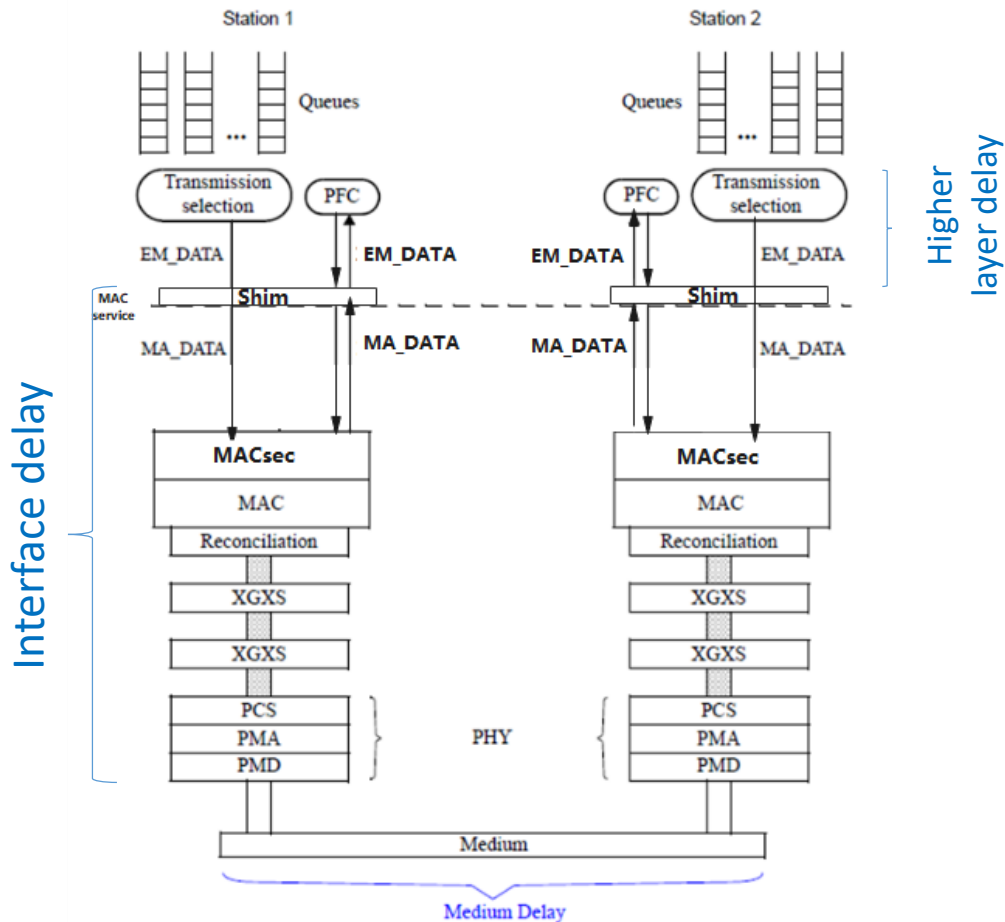 Station 1
Station 2
Queues
Queues
...
...
Transmission
selection
PFC
PFC
Transmission
selection
Higher
layer delay
EM_DATA
EM_DATA
EM_DATA
EM_DATA
MAC
service
Shim
Shim
MA_DATA
MA_DATA
MA_DATA
MA_DATA
Interface delay
MACsec
MACsec
MAC
MAC
Reconciliation
Reconciliation
XGXS
XGXS
XGXS
XGXS
PCS
PCS
PMA
PHY
PMA
PMD
PMD
Medium
Medium Delay